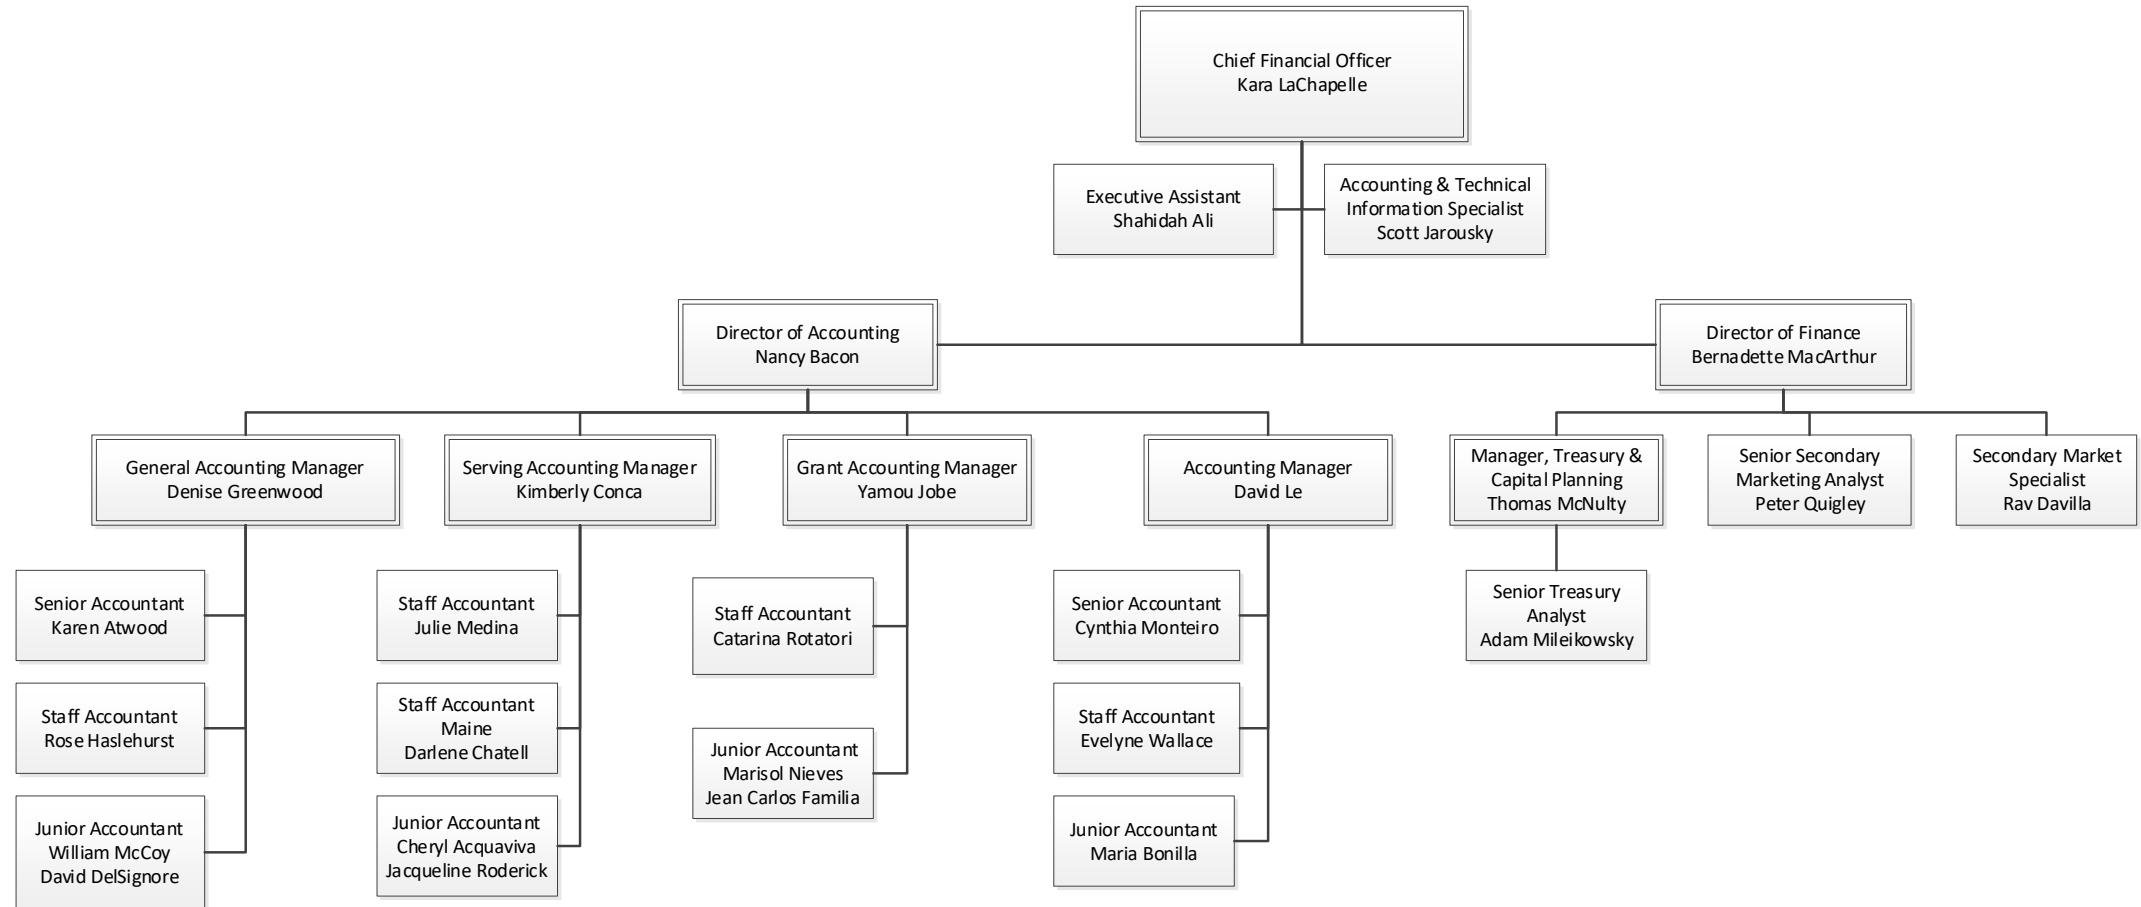 Chief Financial Officer
Kara LaChapelle
Executive Assistant
Shahidah Ali
Accounting & Technical
Information Specialist
Scott Jarousky
Director of Accounting
Nancy Bacon
Director of Finance
Bernadette MacArthur
General Accounting Manager
Denise Greenwood
Serving Accounting Manager
Kimberly Conca
Grant Accounting Manager
Yamou Jobe
Accounting Manager
David Le
Manager, Treasury &
Capital Planning
Thomas McNulty
Senior Secondary
Marketing Analyst
Peter Quigley
Secondary Market
Specialist
Rav Davilla
Senior Accountant
Karen Atwood
Staff Accountant
Rose Haslehurst
Junior Accountant
William McCoy
David DelSignore
Staff Accountant
Julie Medina
Staff Accountant
Maine
Darlene Chatell
Junior Accountant
Cheryl Acquaviva
Jacqueline Roderick
Staff Accountant
Catarina Rotatori
Junior Accountant
Marisol Nieves
Jean Carlos Familia
Senior Accountant
Cynthia Monteiro
Staff Accountant
Evelyne Wallace
Junior Accountant
Maria Bonilla
Senior Treasury
Analyst
Adam Mileikowsky